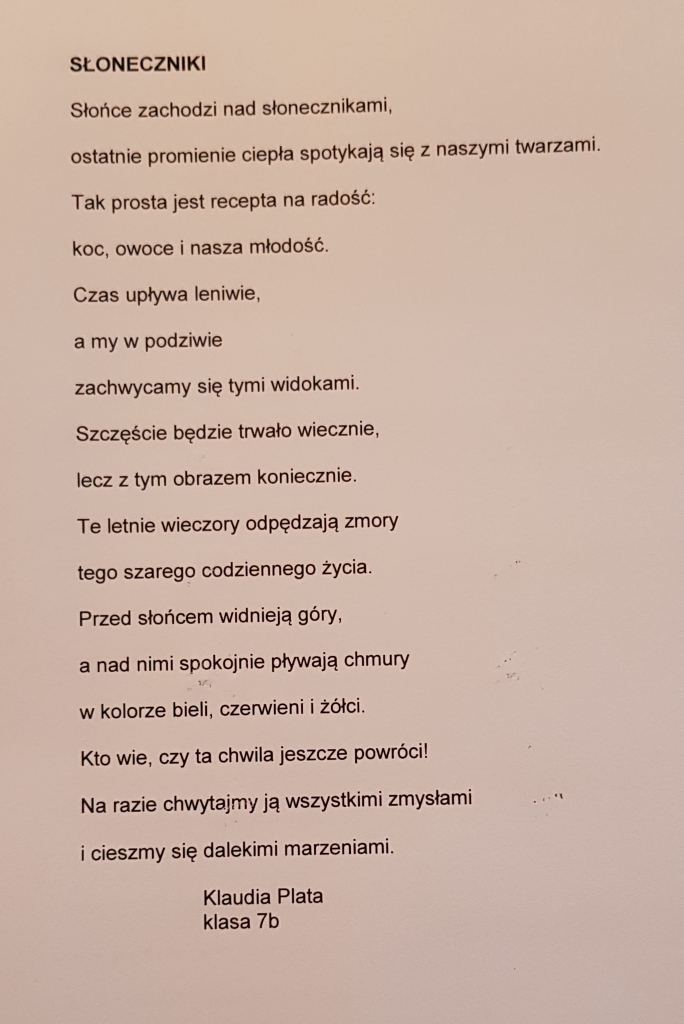 SŁONECZNIKI
Słońce zachodzi nad słonecznikami,
ostatnie promienie ciepła spotykają się z naszymi twarzami.
Tak prosta jest recepta na radość:
koc, owoce i nasza młodość.
Czas upływa leniwie,
a my w podziwie
zachwycamy się tymi widokami.
Szczęście będzie trwało wiecznie,
lecz z tym obrazem koniecznie.
Te letnie wieczory odpędzają zmory
tego szarego codziennego życia.
Przed słońcem widnieją góry,
a nad nimi spokojnie pływają chmury
w kolorze bieli, czerwieni i żółci.
Kto wie, czy ta chwila jeszcze powróci!
Na razie chwytajmy ją wszystkimi zmysłami
i cieszmy się dalekimi marzeniami.
Klaudia Plata
klasa 7b